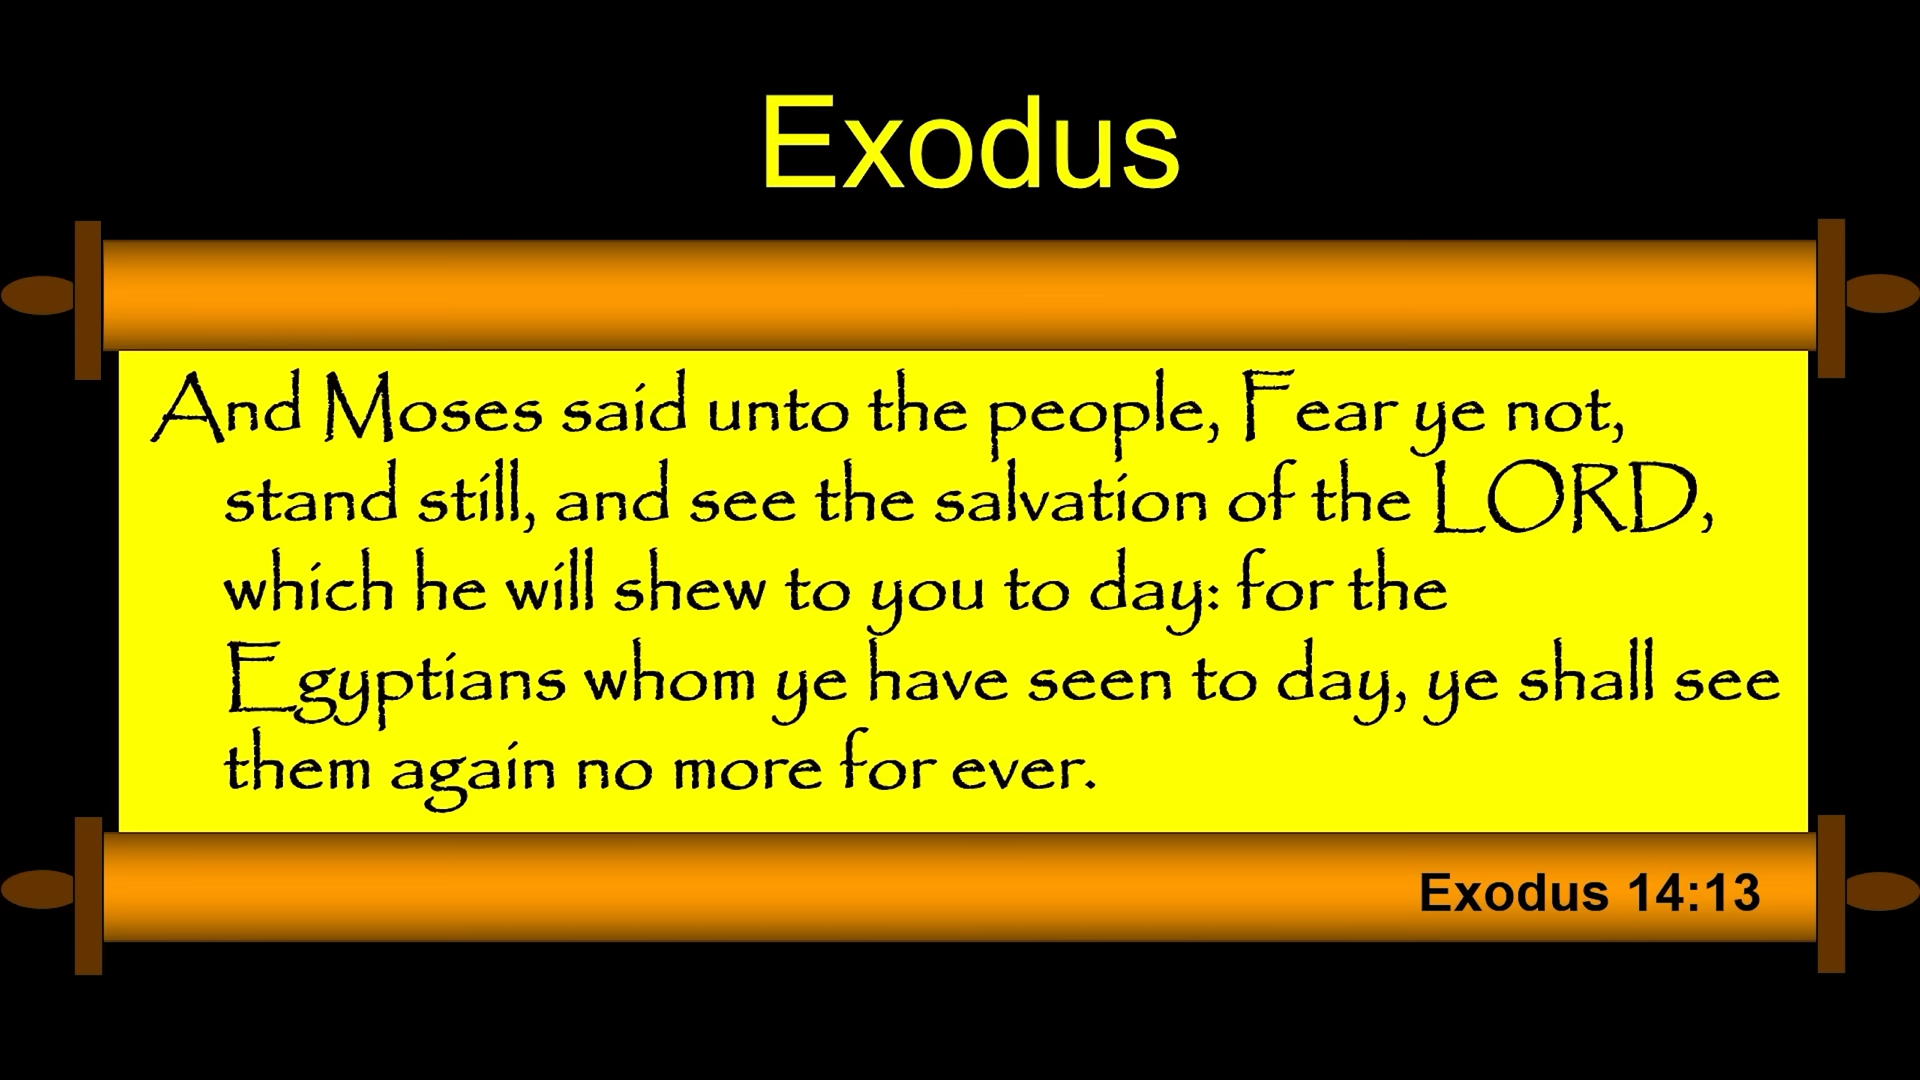 Exodus
And Moses said unto the people, Fear ye not,
stand still, and see the salvation of the LORD,
which he will shew to you to day: for the
Egyptians whom ye have seen to day, ye shall see
them again no more for ever.
Exodus 14:13